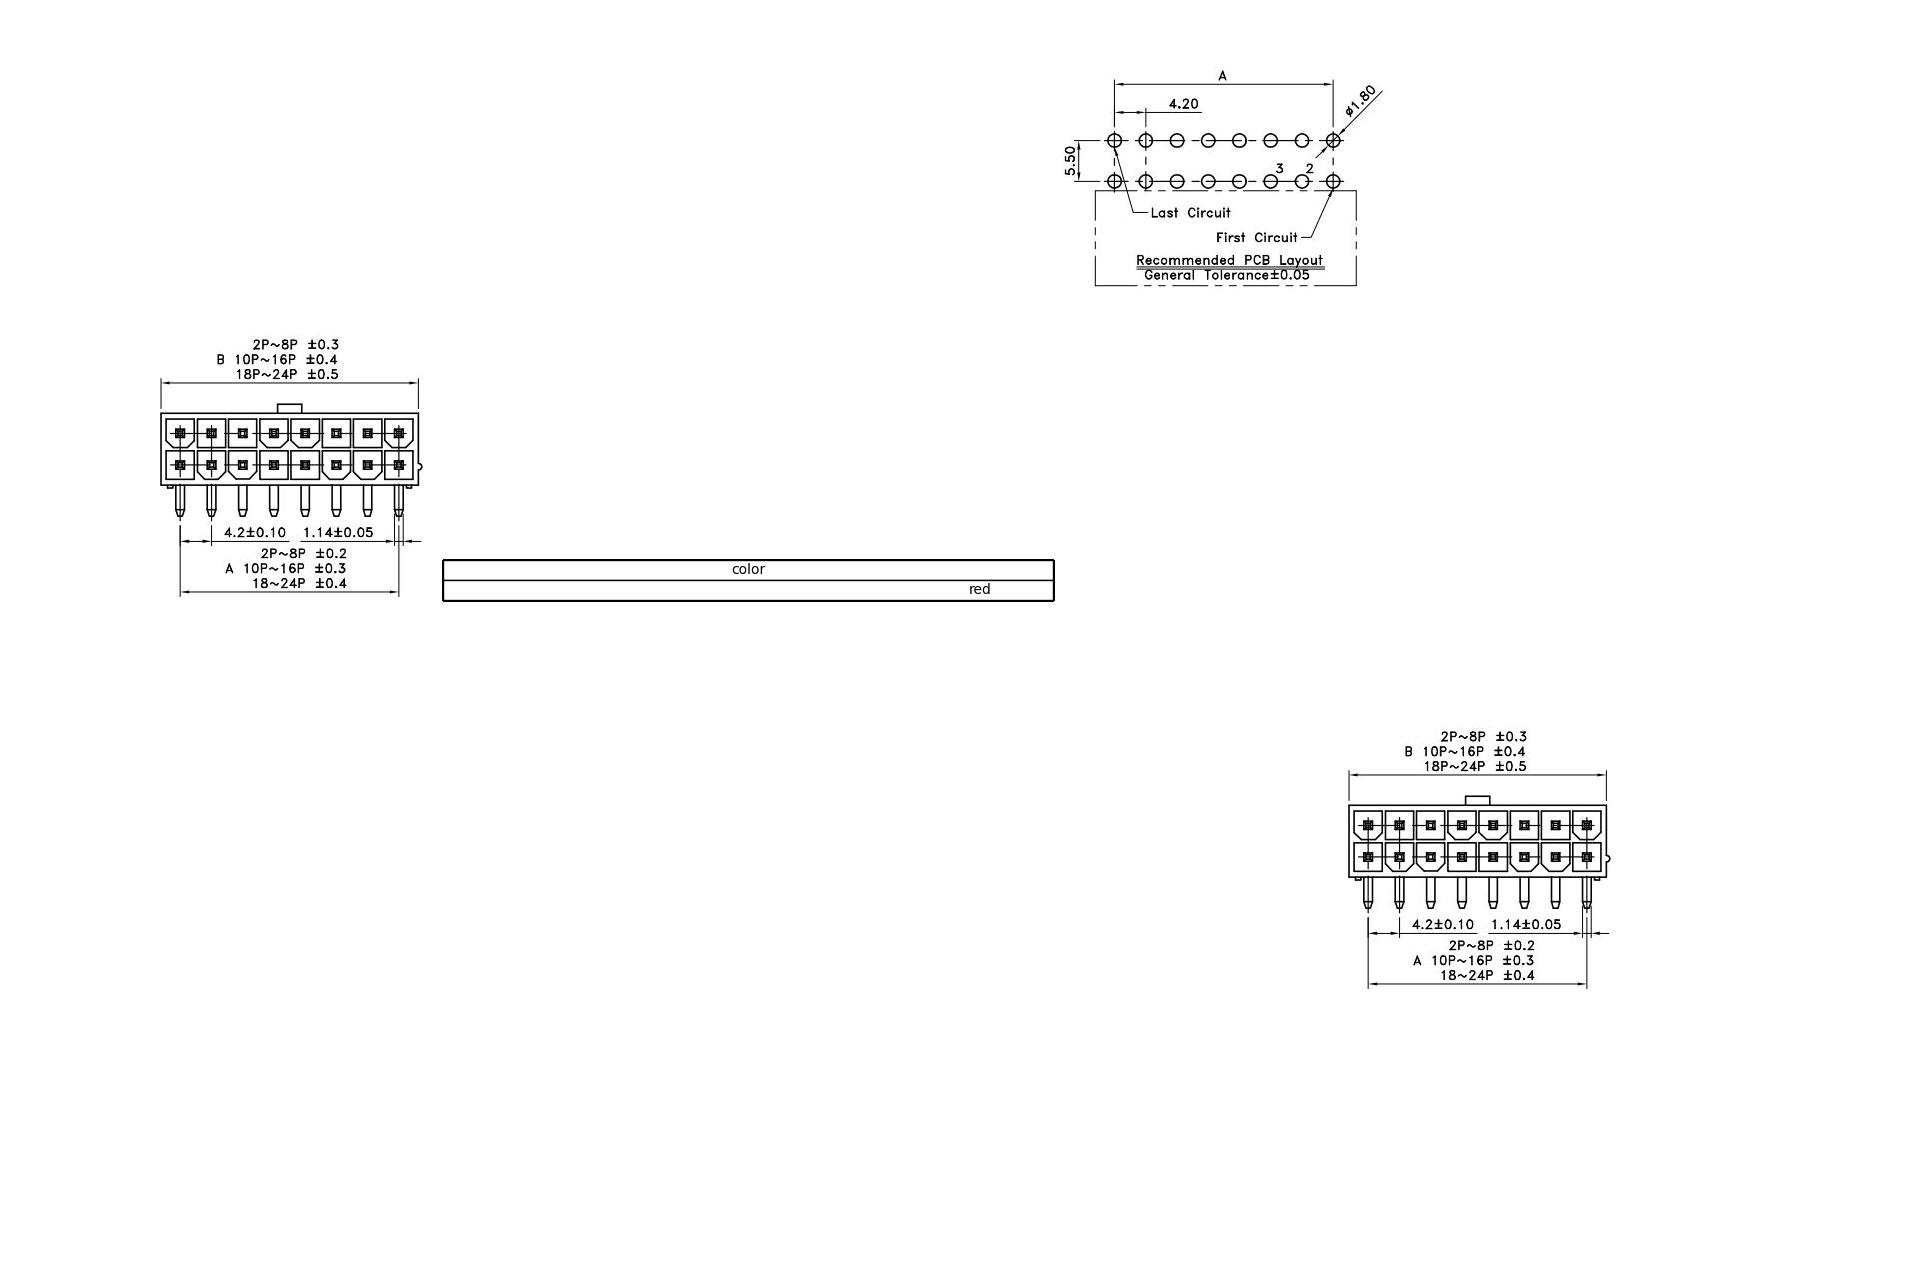 A
4.20
ø1.80
5.50
3 2
Last Circuit
First Circuit
Recommended PCB Layout
General Tolerance±0.05
2P~8P ±0.3
B 10P~16P ±0.4
18P~24P ±0.5
4.2±0.10 1.14±0.05
2P~8P ±0.2
A 10P~16P ±0.3
18~24P ±0.4
color
red
2P~8P ±0.3
B 10P~16P ±0.4
18P~24P ±0.5
4.2±0.10 1.14±0.05
2P~8P ±0.2
A 10P~16P ±0.3
18~24P ±0.4